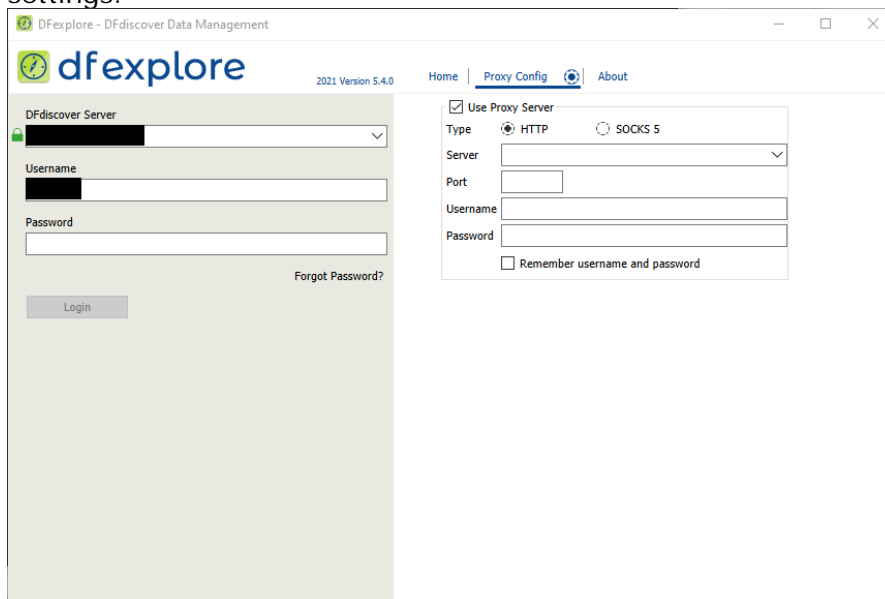 settings.
DFexplore - DFdiscover Data Management
dfexplore
2021 Version 5.4.0
Home
Proxy Config
About
DFdiscover Server
Username
Password
Forgot Password?
Login
Use Proxy Server
Type HTTP SOCKS 5
Server
Port
Username
Password
Remember username and password